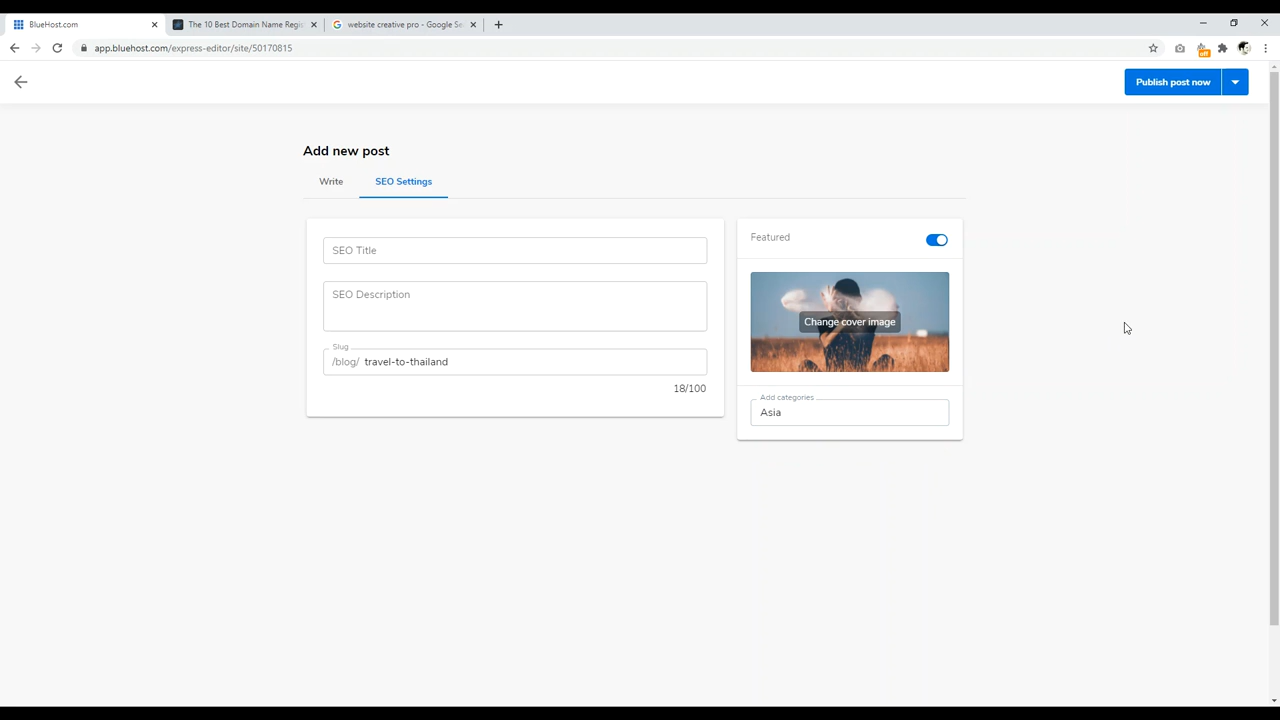 BlueHost.com
The 10 Best Domain Name Regis
website creative pro - Google Se
app.bluehost.com/express-editor/site/50170815
off
Publish post now
Add new post
Write
SEO Settings
SEO Title
SEO Description
Slug
/blog/ travel-to-thailand
18/100
Featured
Change cover image
Add categories
Asia